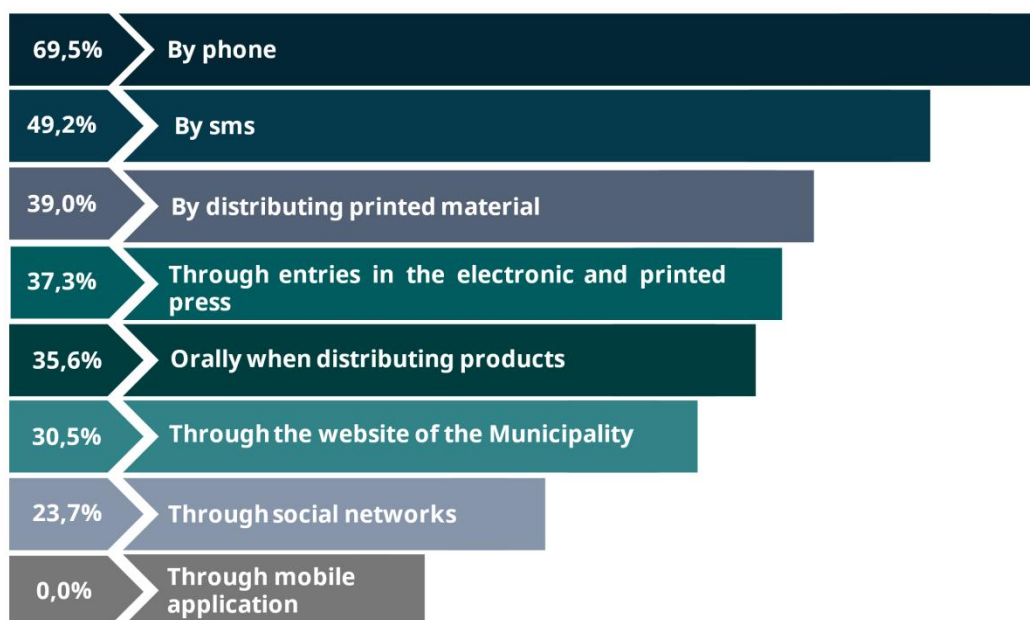 69,5% By phone
49,2% By sms
39,0% By distributing printed material
37,3% Through entries in the electronic and printed
press
35,6% Orally when distributing products
30,5% Through the website of the Municipality
23,7% Through social networks
0,0% Through mobile
application